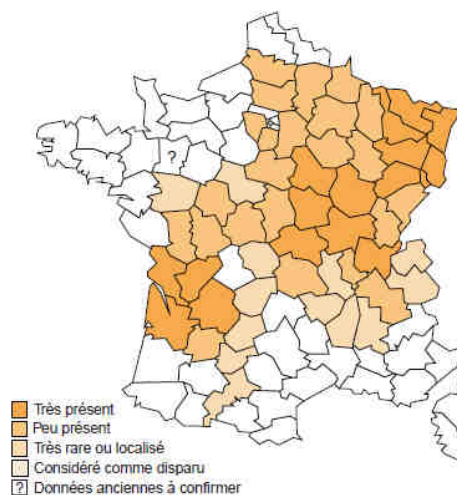 ?
Très présent
Peu présent
Très rare ou localisé
Considéré comme disparu
? Données anciennes à confirmer